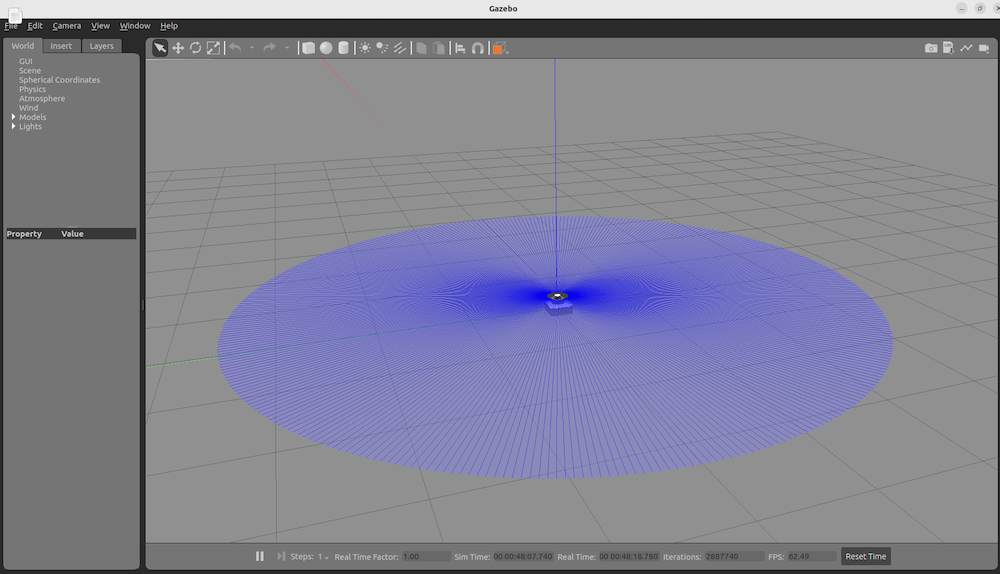 Gazebo
File Edit Camera View Window Help
World Insert Layers
GUI
Scene
Spherical Coordinates
Physics
Atmosphere
Wind
Models
Lights
Property Value
Steps: 1 Real Time Factor: 1.00 Sim Time: 00 00:48:07.740 Real Time: 00 00:48:18.780 Iterations: 2887740 FPS: 62.49 Reset Time